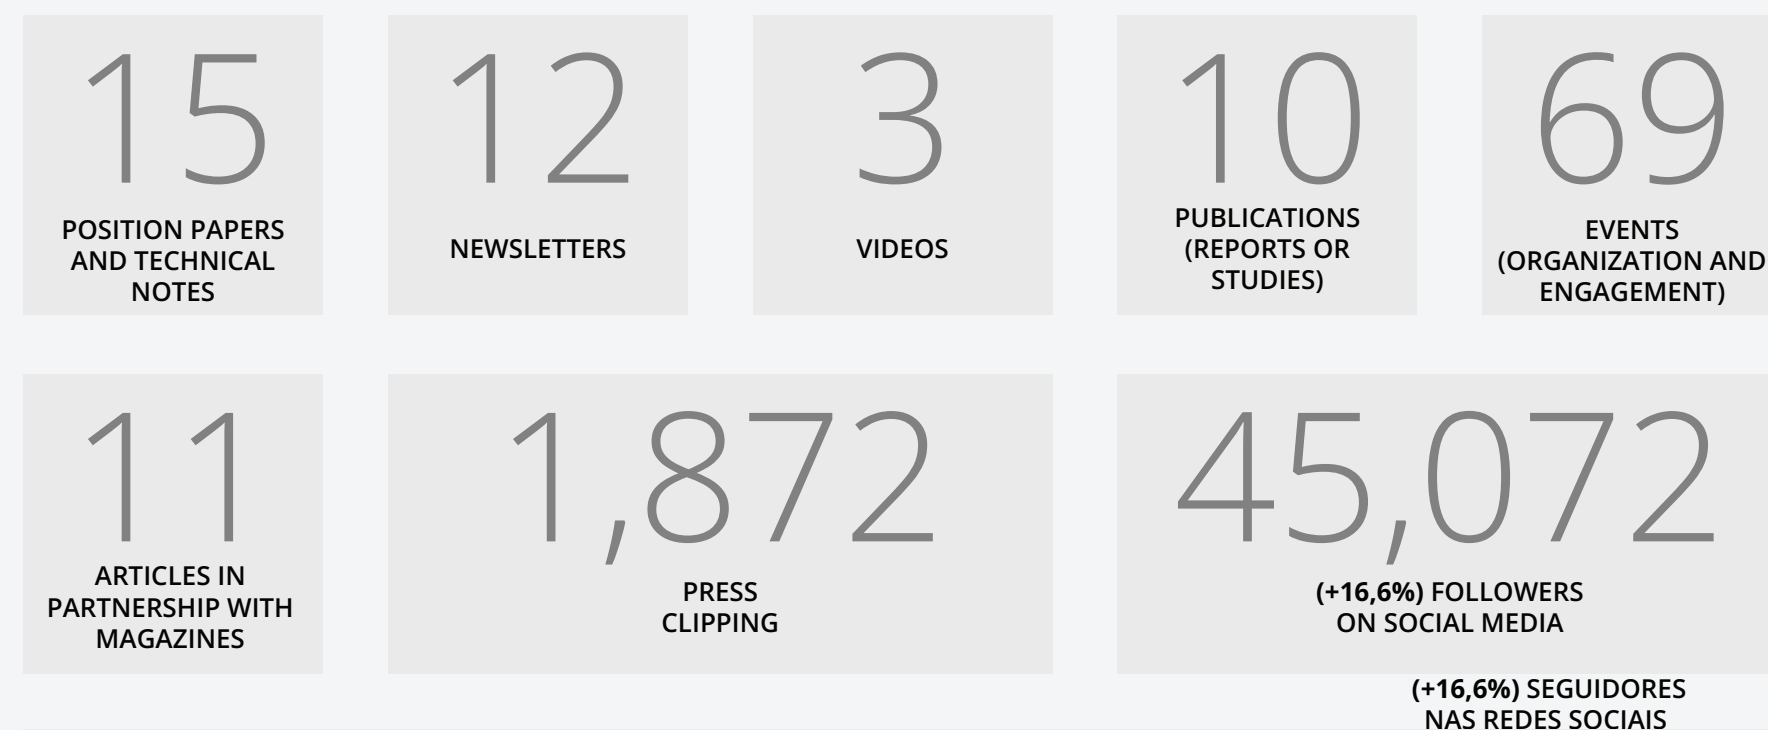 15
POSITION PAPERS
AND TECHNICAL
NOTES
12
NEWSLETTERS
3
VIDEOS
10
PUBLICATIONS
(REPORTS OR
STUDIES)
69
EVENTS
(ORGANIZATION AND
ENGAGEMENT)
11
ARTICLES IN
PARTNERSHIP WITH
MAGAZINES
1,872
PRESS
CLIPPING
45,072
(+16,6%) FOLLOWERS
ON SOCIAL MEDIA
(+16,6%) SEGUIDORES
NAS REDES SOCIAIS